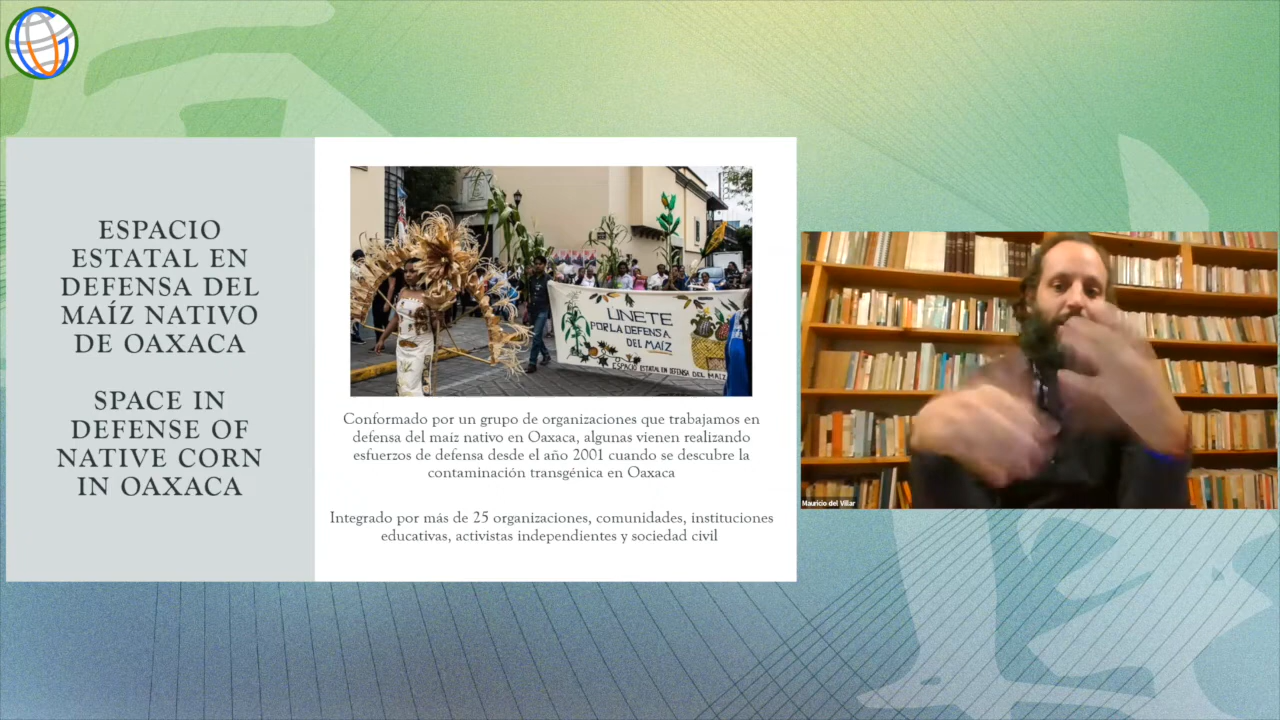 ESPACIO
ESTATAL EN
DEFENSA DEL
MAÍZ NATIVO
DE OAXACA
SPACE IN
DEFENSE OF
NATIVE CORN
IN OAXACA
ÚNETE
POR LA DEFENSA
DEL MAÍZ
ESPACIO ESTATAL EN DEFENSA DEL MAÍZ
Conformado por un grupo de organizaciones que trabajamos en
defensa del maíz nativo en Oaxaca, algunas vienen realizando
esfuerzos de defensa desde el año 2001 cuando se descubre la
contaminación transgénica en Oaxaca
Integrado por más de 25 organizaciones, comunidades, instituciones
educativas, activistas independientes y sociedad civil
Mauricio del Villar